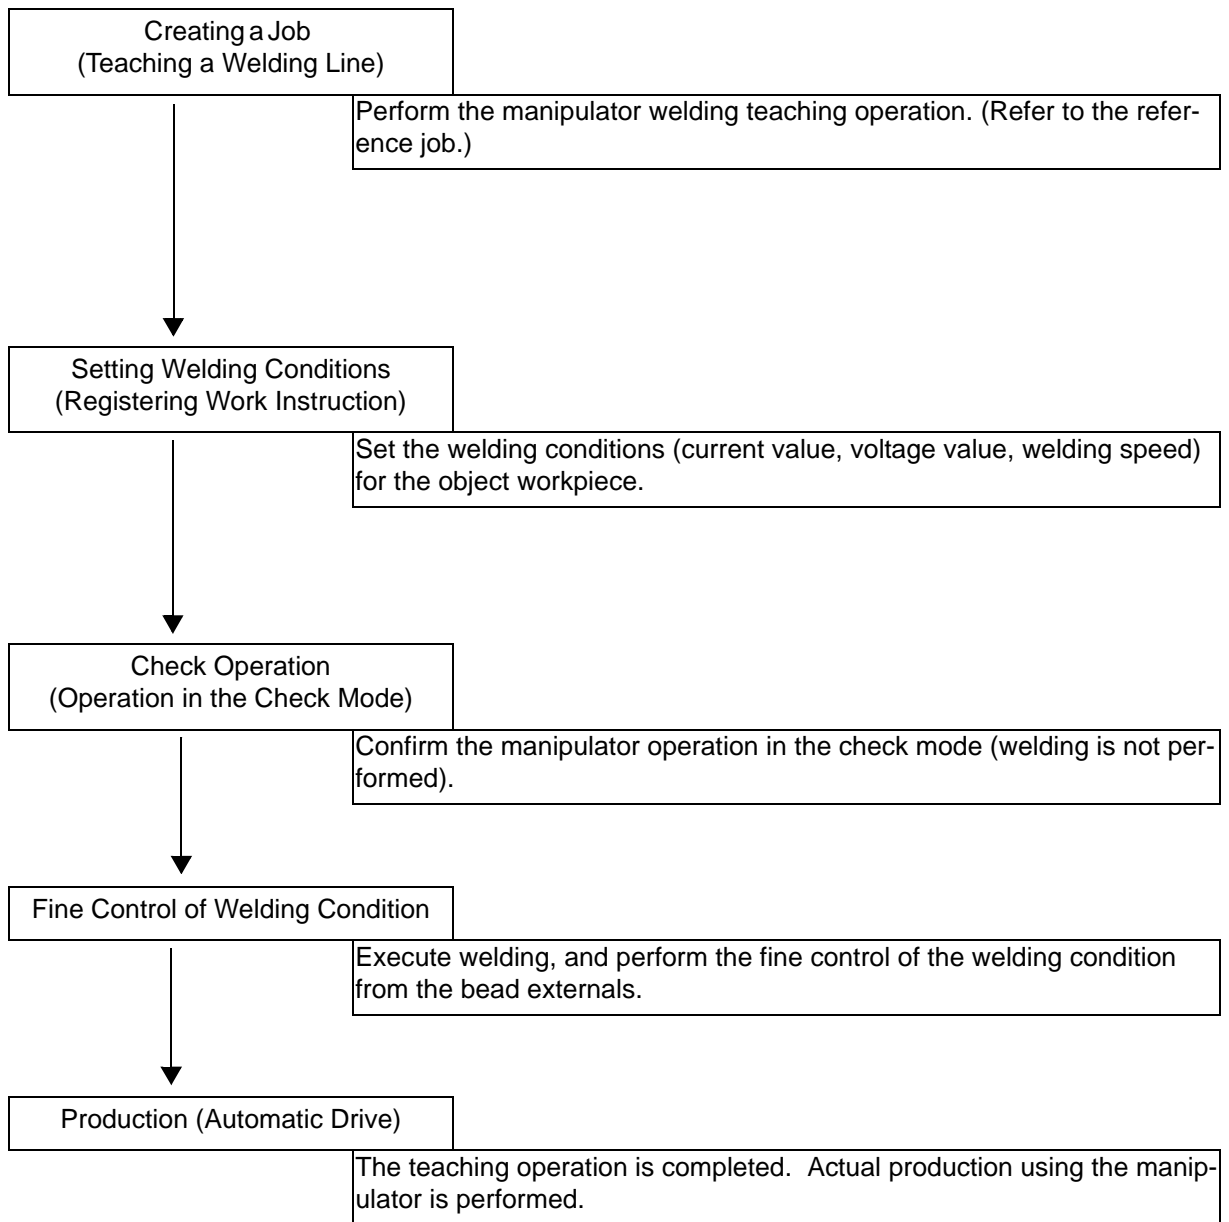 Creating a Job
(Teaching a Welding Line)
Perform the manipulator welding teaching operation. (Refer to the refer-
ence job.)
Setting Welding Conditions
(Registering Work Instruction)
Set the welding conditions (current value, voltage value, welding speed)
for the object workpiece.
Check Operation
(Operation in the Check Mode)
Confirm the manipulator operation in the check mode (welding is not per-
formed).
Fine Control of Welding Condition
Execute welding, and perform the fine control of the welding condition
from the bead externals.
Production (Automatic Drive)
The teaching operation is completed.  Actual production using the manip-
ulator is performed.